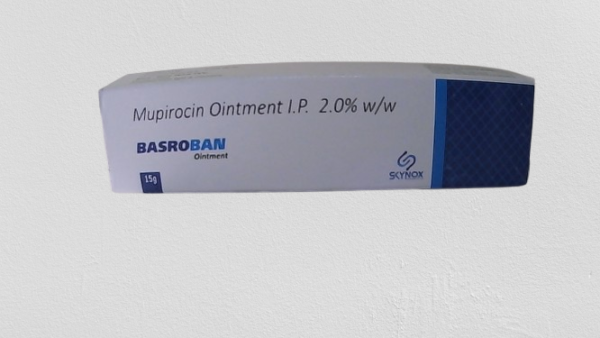 Mupirocin Ointment I.P. 2.0% w/w
BASROBAN
Ointment
15g
SKYNOX